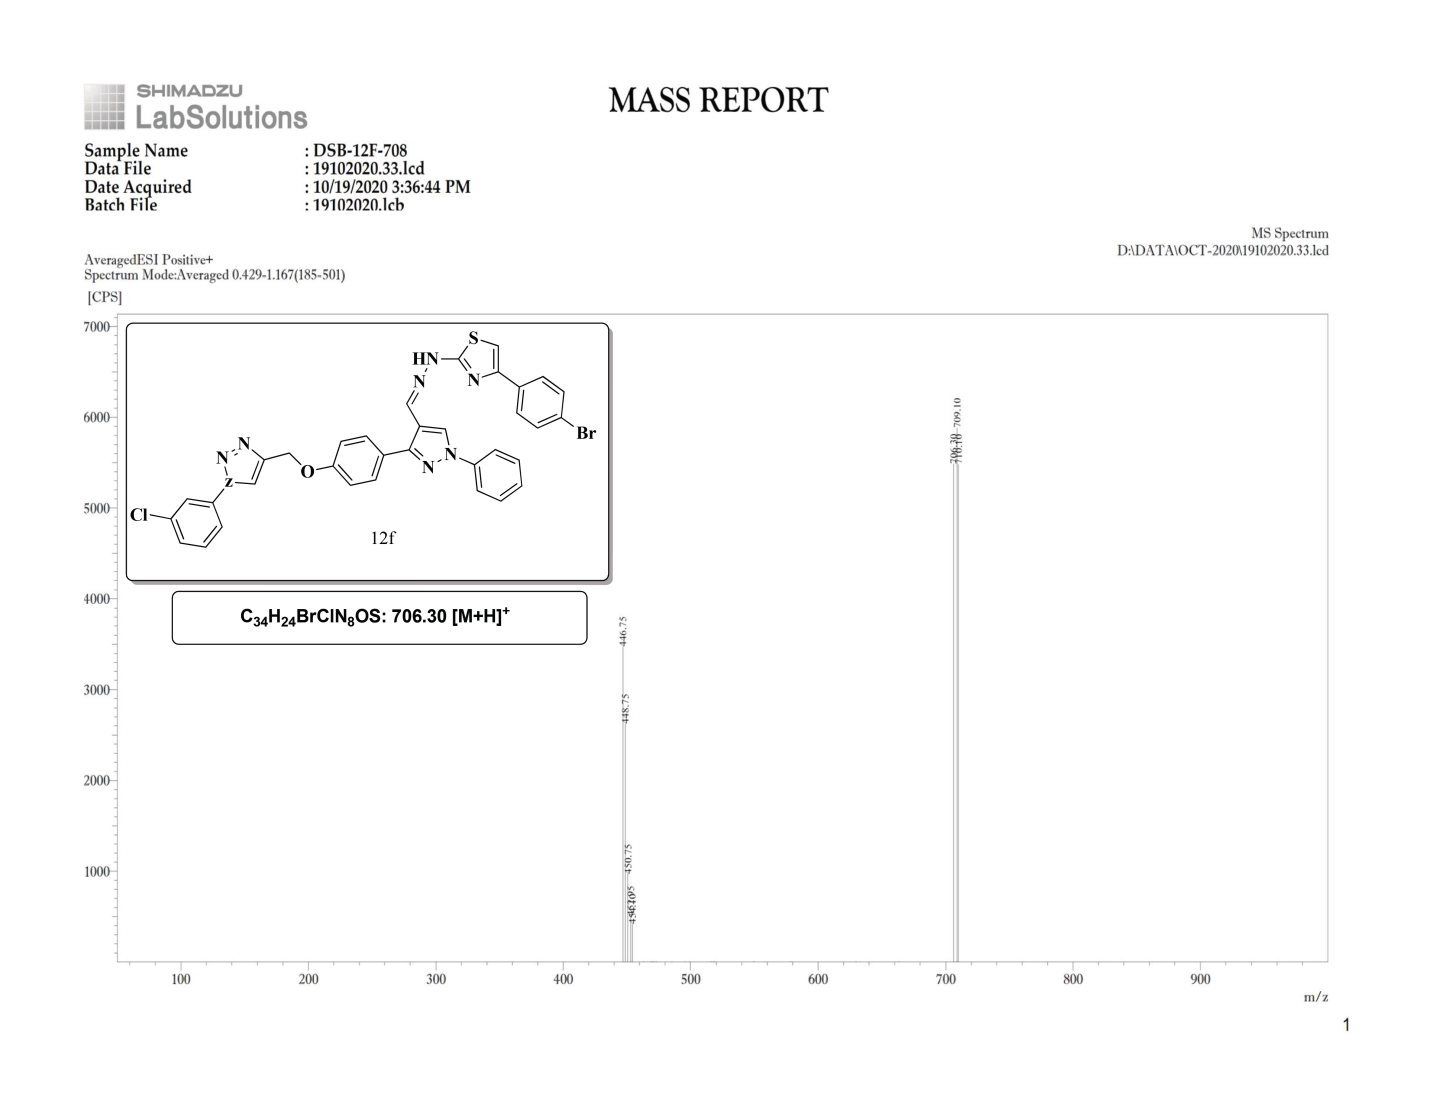 SHIMADZU
LabSolutions
MASS REPORT
Sample Name : DSB-12F-708
Data File : 19102020.33.lcd
Date Acquired : 10/19/2020 3:36:44 PM
Batch File : 19102020.lcb
MS Spectrum
D:\DATA\OCT-2020\19102020.33.lcd
AveragedESI Positive+
Spectrum Mode:Averaged 0.429-1.167(185-501)
[CPS]
7000
6000
5000
4000
3000
2000
1000
S
HN
N
N
Br
N
N
N
N
O
z
Cl
12f
C34H24BrClN8OS: 706.30 [M+H]+
446.75
448.75
450.75
706.30
709.10
100 200 300 400 500 600 700 800 900
m/z
1